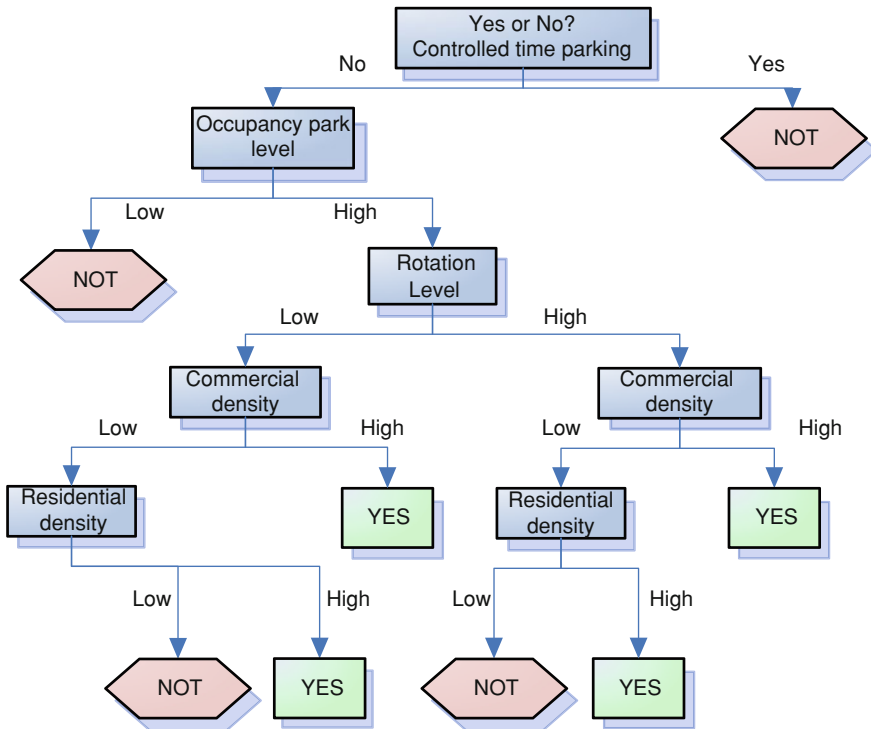 Yes or No?
Controlled time parking
No
Yes
Occupancy park
level
NOT
Low
High
NOT
Rotation
Level
Low
High
Commercial
density
Commercial
density
Low
High
Low
High
Residential
density
YES
Residential
density
YES
Low
High
Low
High
NOT
YES
NOT
YES